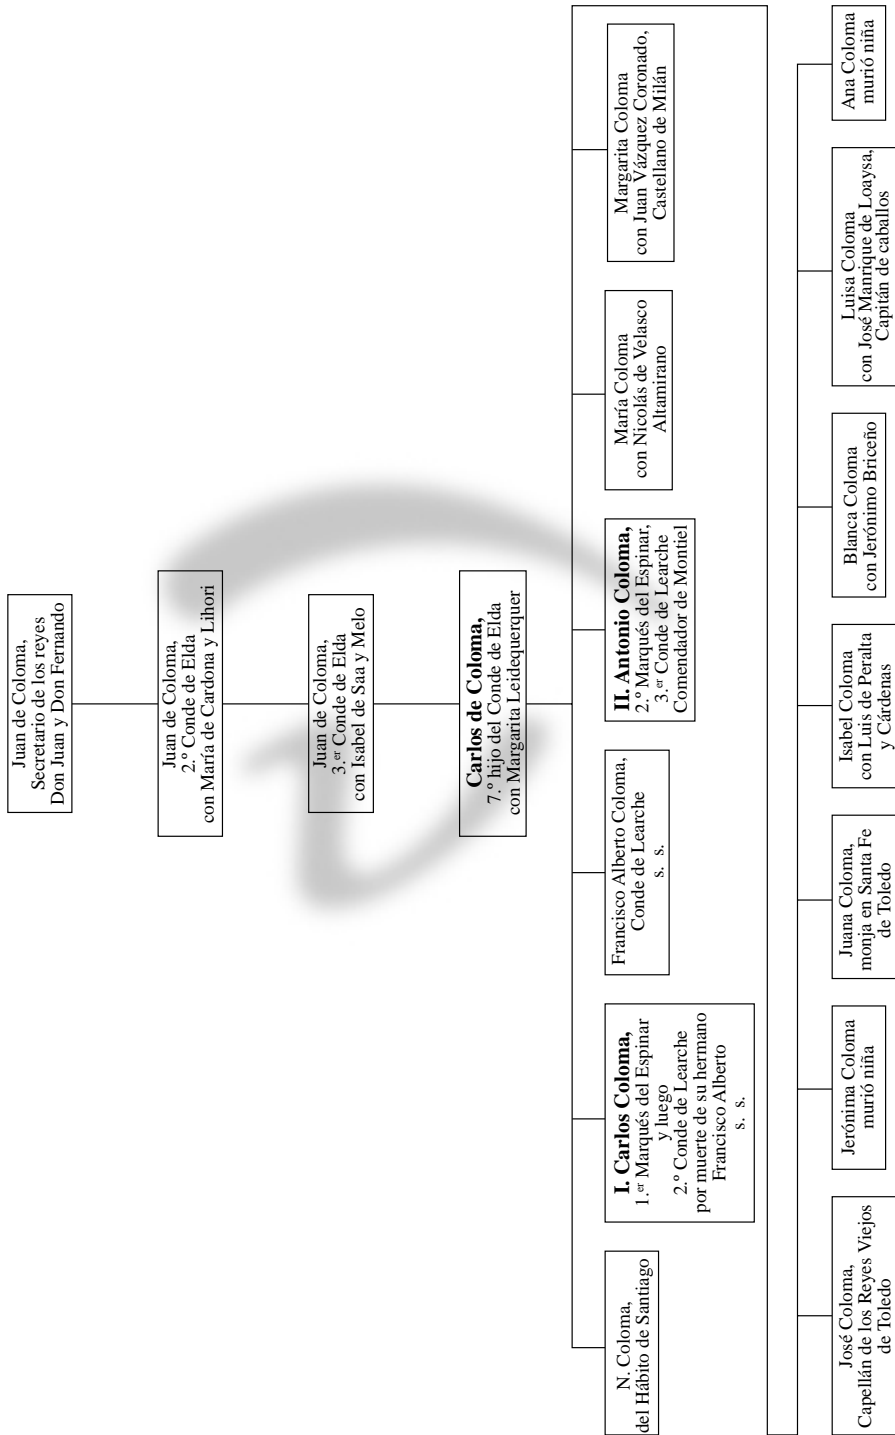 Juan de Coloma,
Secretario de los reyes
Don Juan y Don Fernando
Juan de Coloma,
2.º Conde de Elda
con María de Cardona y Lihori
Juan de Coloma,
3.er Conde de Elda
con Isabel de Saa y Melo
Carlos de Coloma,
7.º hijo del Conde de Elda
con Margarita Leidequerquer
N. Coloma,
del Hábito de Santiago
I. Carlos Coloma,
1.er Marqués del Espinar
y luego
2.º Conde de Learche
por muerte de su hermano
Francisco Alberto
s. s.
Francisco Alberto Coloma,
Conde de Learche
s. s.
II. Antonio Coloma,
2.º Marqués del Espinar,
3.er Conde de Learche
Comendador de Montiel
María Coloma
con Nicolás de Velasco
Altamirano
Margarita Coloma
con Juan Vázquez Coronado,
Castellano de Milán
José Coloma,
Capellán de los Reyes Viejos
de Toledo
Jerónima Coloma
murió niña
Juana Coloma,
monja en Santa Fe
de Toledo
Isabel Coloma
con Luis de Peralta
y Cárdenas
Blanca Coloma
con Jerónimo Briceño
Luisa Coloma
con José Manrique de Loaysa,
Capitán de caballos
Ana Coloma
murió niña